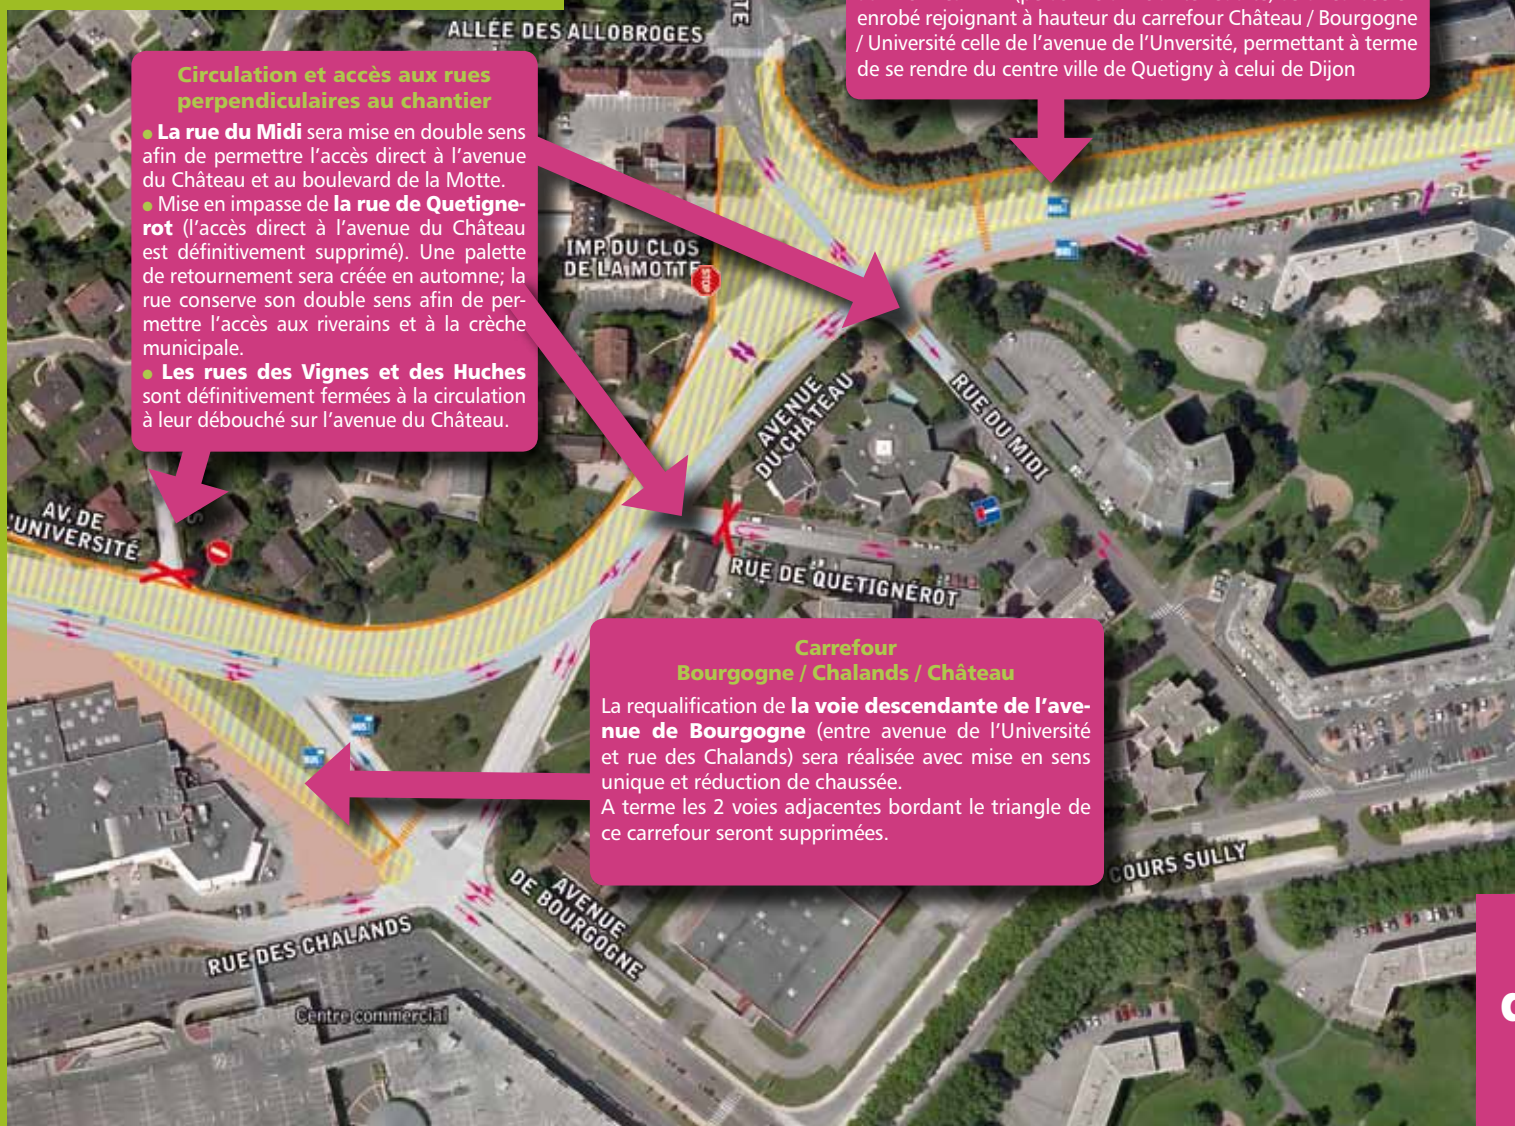 ALLÉE DES ALLOBROGES
enrobé rejoignant à hauteur du carrefour Château / Bourgogne
/ Université celle de l'avenue de l'Unversité, permettant à terme
de se rendre du centre ville de Quetigny à celui de Dijon
Circulation et accès aux rues
perpendiculaires au chantier
• La rue du Midi sera mise en double sens
afin de permettre l'accès direct à l'avenue
du Château et au boulevard de la Motte.
• Mise en impasse de la rue de Quetigne-
rot (l'accès direct à l'avenue du Château
est définitivement supprimé). Une palette
de retournement sera créée en automne; la
rue conserve son double sens afin de per-
mettre l'accès aux riverains et à la crèche
municipale.
• Les rues des Vignes et des Huches
sont définitivement fermées à la circulation
à leur débouché sur l'avenue du Château.
IMP. DU CLOS
DE LA MOTTE
STOP
BUS
BUS
AVENUE
DU CHÂTEAU
RUE DU MIDI
AV. DE
L'UNIVERSITÉ
RUE DE QUETIGNÉROT
Carrefour
Bourgogne / Chalands / Château
La requalification de la voie descendante de l'ave-
nue de Bourgogne (entre avenue de l'Université
et rue des Chalands) sera réalisée avec mise en sens
unique et réduction de chaussée.
A terme les 2 voies adjacentes bordant le triangle de
ce carrefour seront supprimées.
BUS
BUS
COURS SULLY
AVENUE
DE BOURGOGNE
RUE DES CHALANDS
Centre commercial